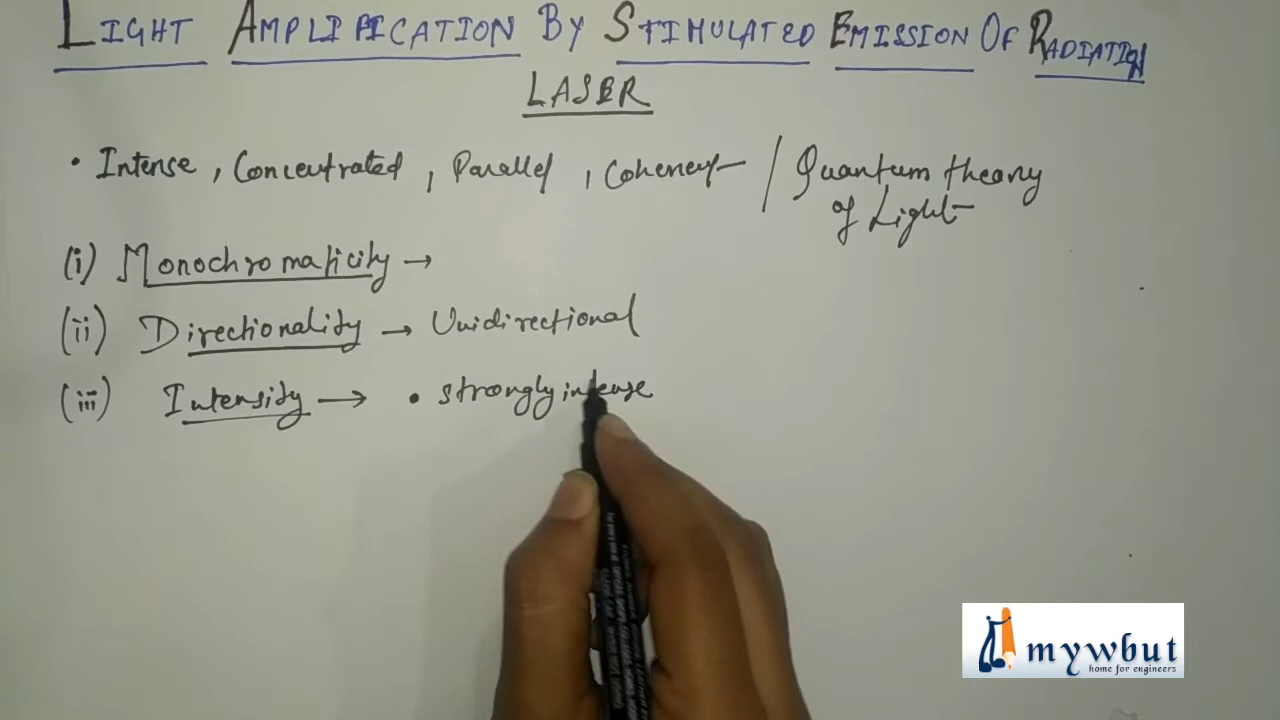 LIGHT AMPLIFICATION BY STIMULATED EMISSION OF RADIATION
LASER
• Intense, Concentrated, Parallel, Coherent / Quantum theory
of Light
(i) Monochromaticity →
(ii) Directionality → Unidirectional
(iii) Intensity → • strongly intense
mywbut
home for engineers